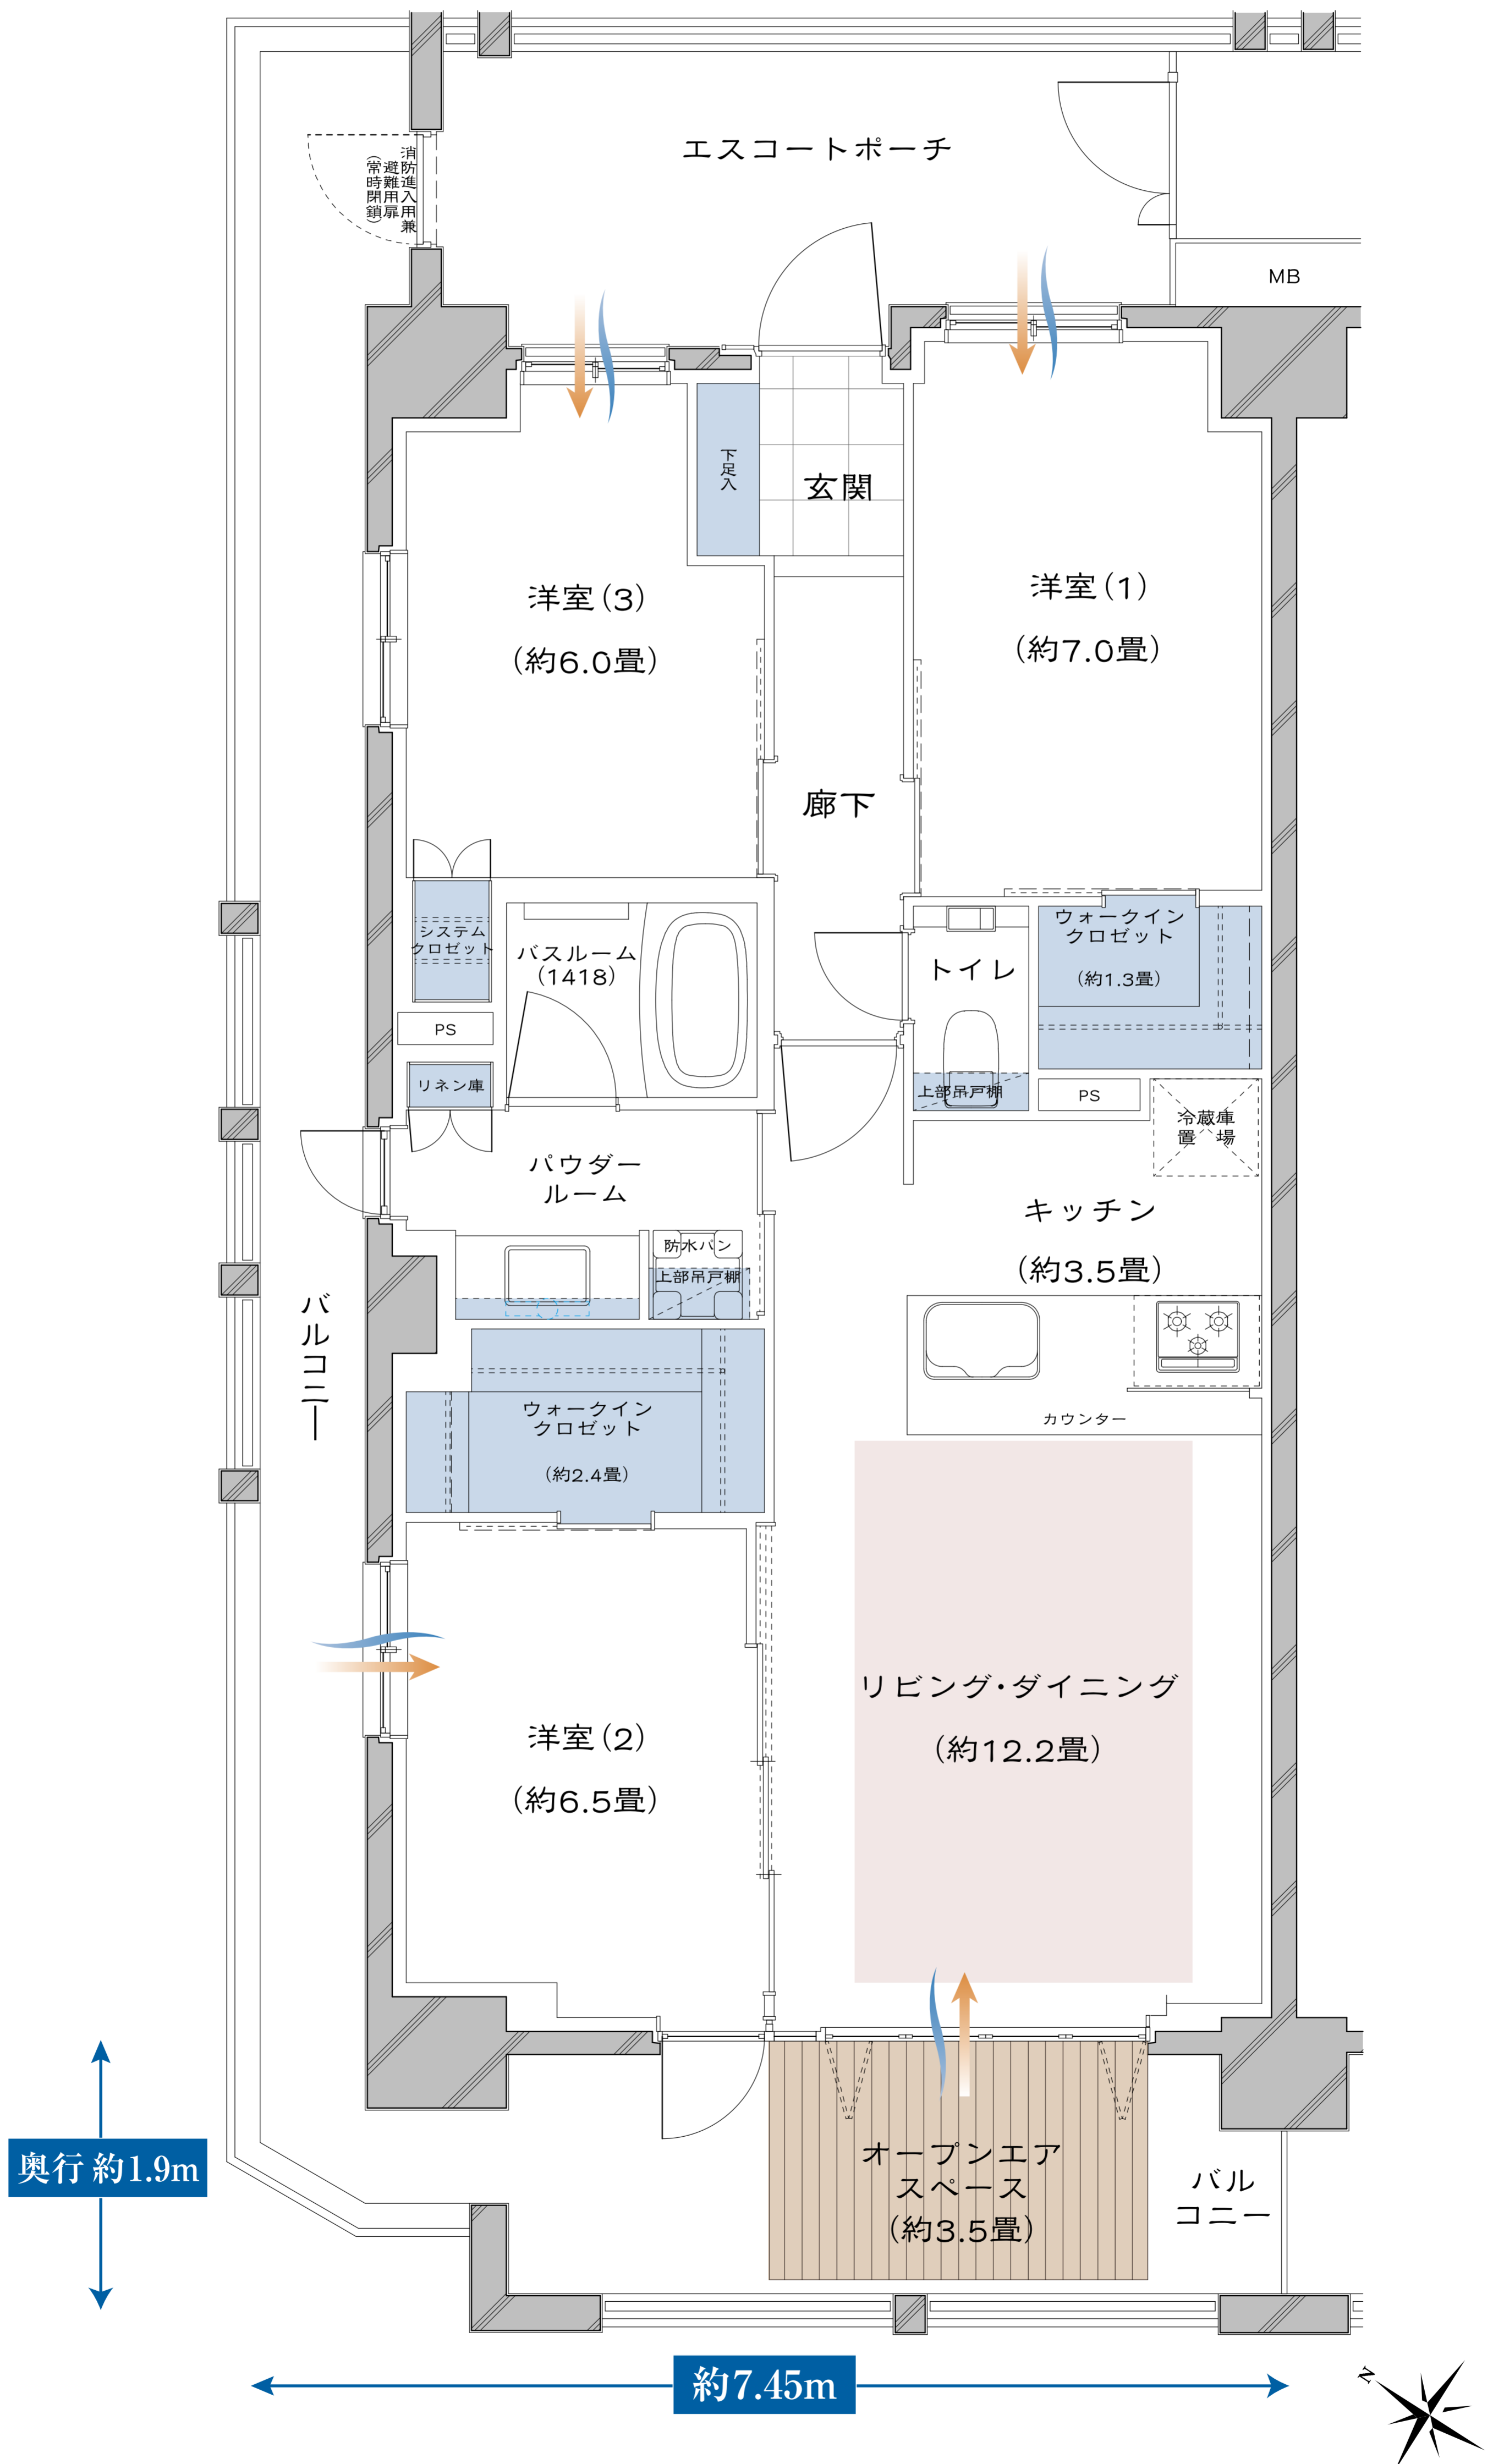 エスコートポーチ
消防進入用兼
避難用扉
(常時閉鎖)
MB
下足入
玄関
洋室(3)
(約6.0畳)
洋室(1)
(約7.0畳)
廊下
システム
クロゼット
バスルーム
(1418)
トイレ
ウォークイン
クロゼット
(約1.3畳)
PS
リネン庫
上部吊戸棚
PS
冷蔵庫
置 場
パウダー
ルーム
キッチン
(約3.5畳)
防水パン
上部吊戸棚
バルコニー
カウンター
ウォークイン
クロゼット
(約2.4畳)
リビング・ダイニング
(約12.2畳)
洋室(2)
(約6.5畳)
オープンエア
スペース
(約3.5畳)
バル
コニー
奥行 約1.9m
約7.45m
N